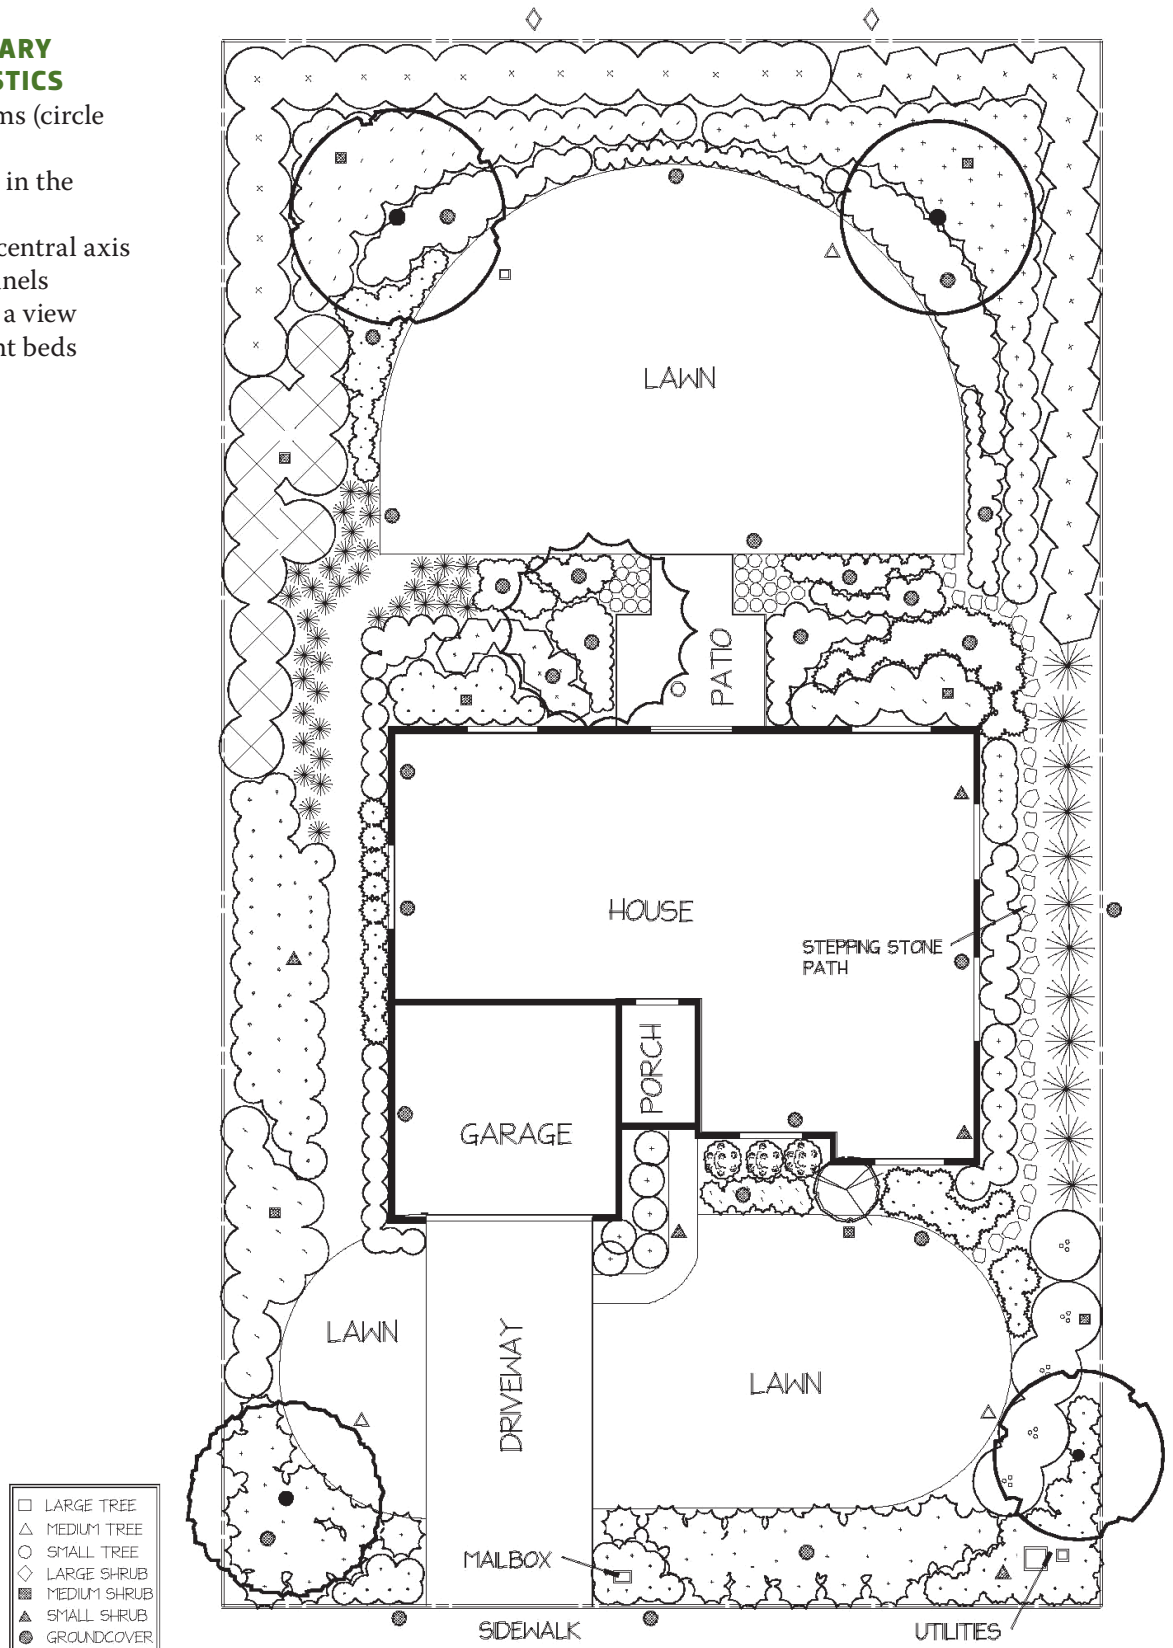 ARY
STICS
ms (circle
in the
central axis
nels
a view
nt beds
LAWN
PATIO
HOUSE
STEPPING STONE
PATH
PORCH
GARAGE
LAWN
DRIVEWAY
LAWN
MAILBOX
SIDEWALK
UTILITIES
LARGE TREE
MEDIUM TREE
SMALL TREE
LARGE SHRUB
MEDIUM SHRUB
SMALL SHRUB
GROUNDCOVER